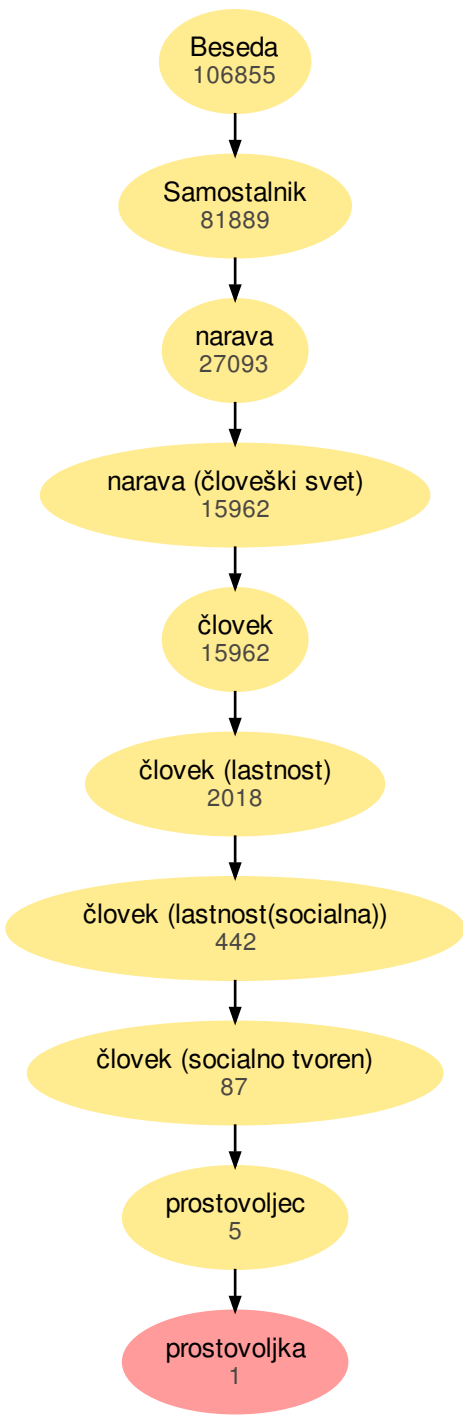 Beseda
106855
Samostalnik
81889
narava
27093
narava (človeški svet)
15962
človek
15962
človek (lastnost)
2018
človek (lastnost(socialna))
442
človek (socialno tvoren)
87
prostovoljec
5
prostovoljka
1